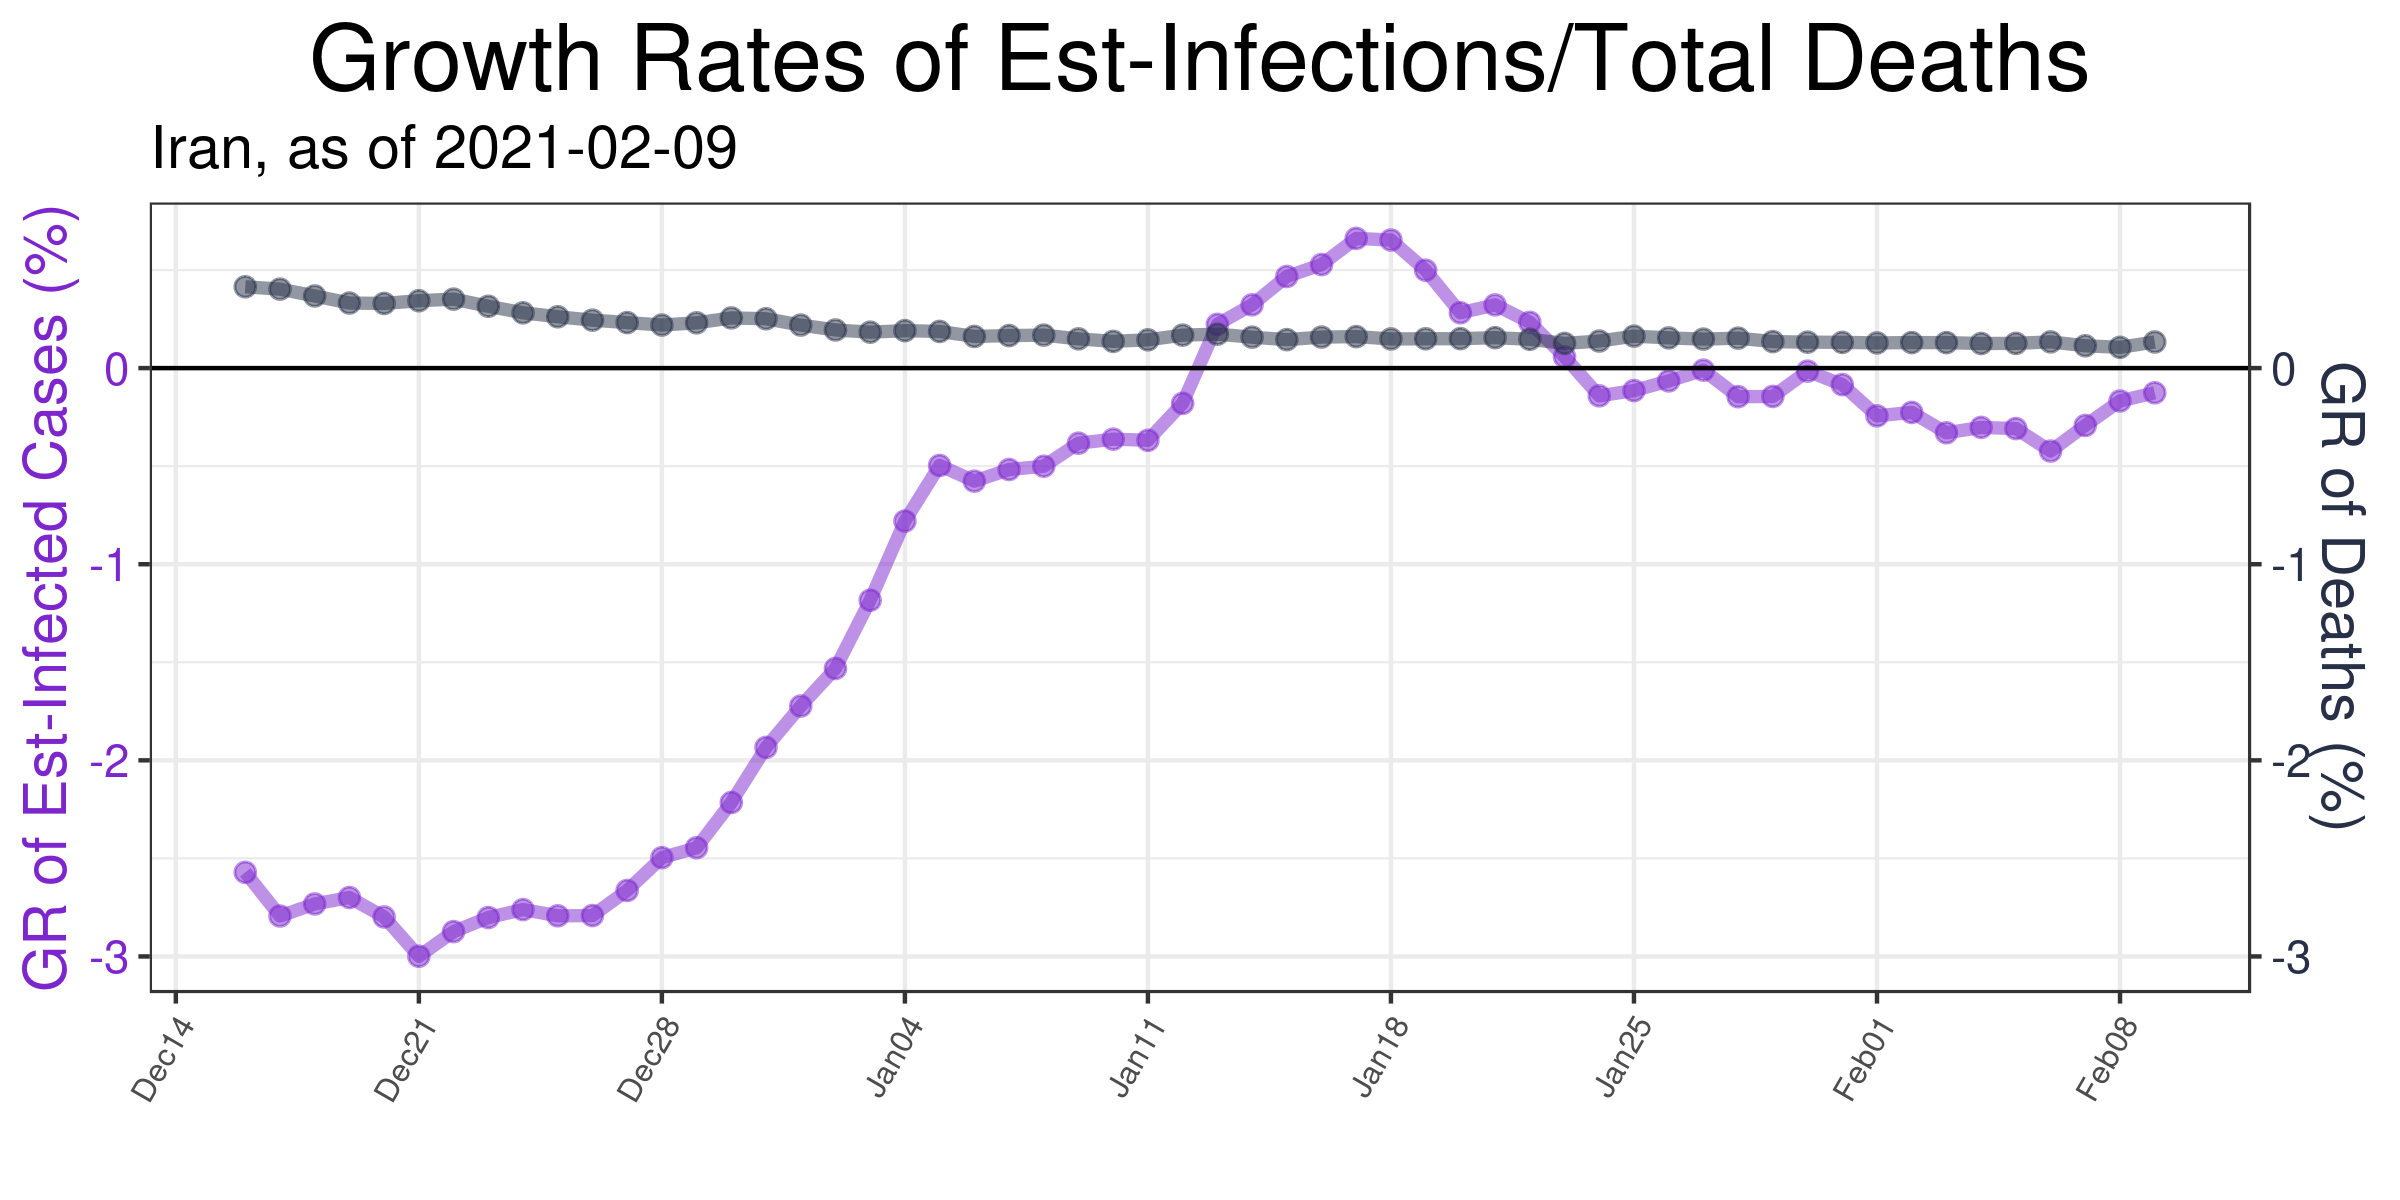 Growth Rates of Est-Infections/Total Deaths
Iran, as of 2021-02-09
GR of Est-Infected Cases (%)
0
-1
-2
-3
0
-1
-2
-3
GR of Deaths (%)
Dec14
Dec21
Dec28
Jan04
Jan11
Jan18
Jan25
Feb01
Feb08